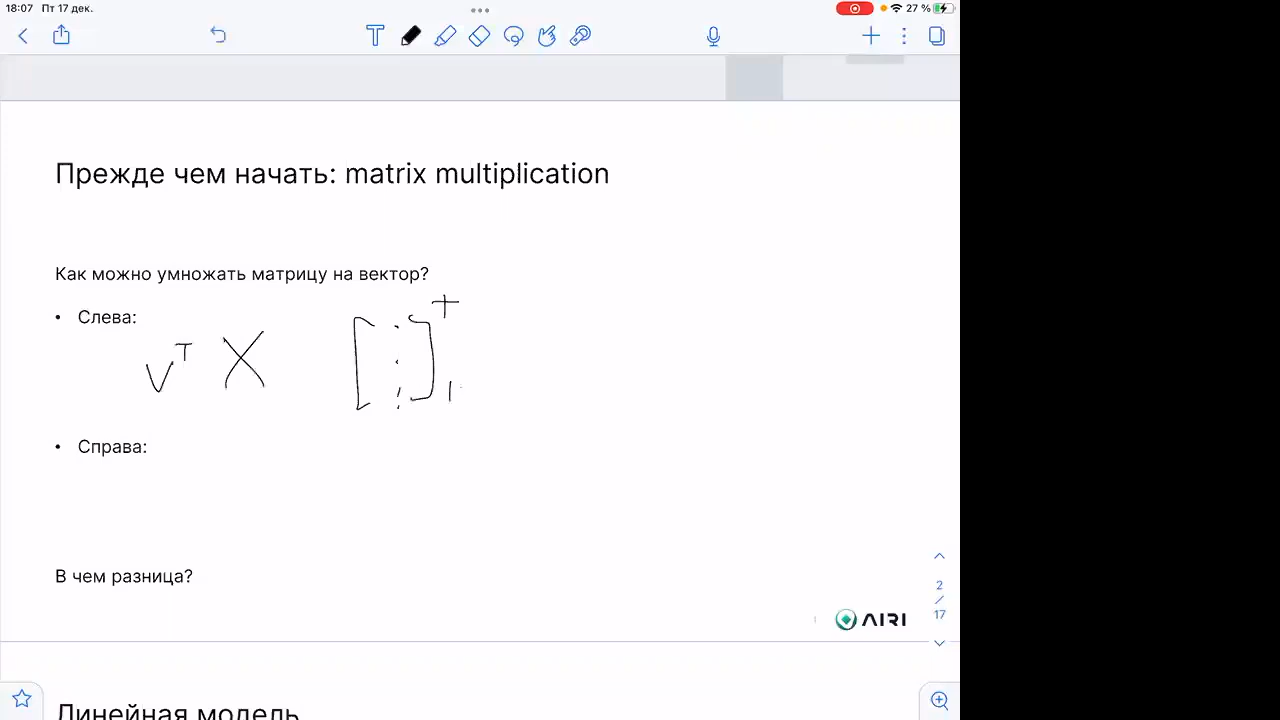 18:07 Пт 17 дек.
27 %
Прежде чем начать: matrix multiplication
Как можно умножать матрицу на вектор?
• Слева:
V^T X [⋮]^T
• Справа:
В чем разница?
2
/
17
AIRI
Линейная модель